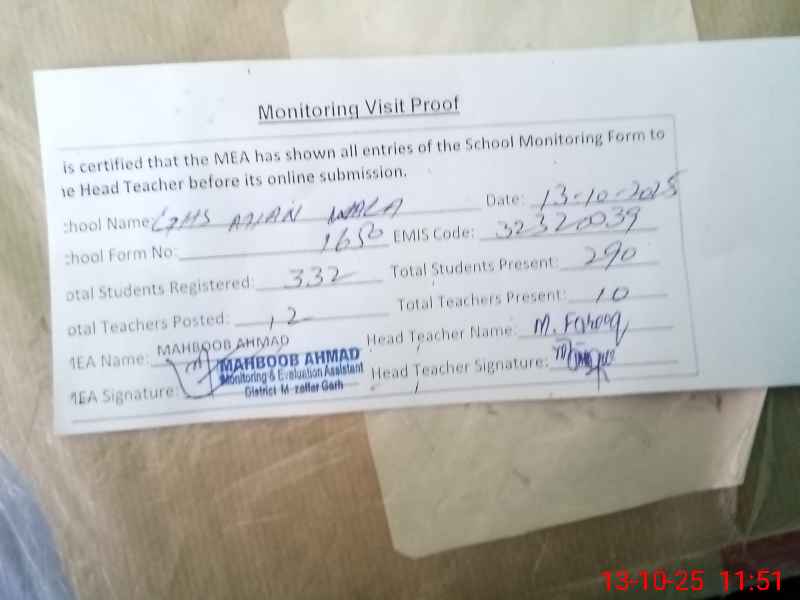 Monitoring Visit Proof
is certified that the MEA has shown all entries of the School Monitoring Form to
he Head Teacher before its online submission.
chool Name: GHS WALA Date: 13-10-2025
chool Form No: 1650 EMIS Code: 32320039
otal Students Registered: 332 Total Students Present: 290
otal Teachers Posted: 12 Total Teachers Present: 10
MEA Name: MAHBOOB AHMAD Head Teacher Name: M. Farooq
MEA Signature: Head Teacher Signature:
MAHBOOB AHMAD
Monitoring & Evaluation Assistant
District M zaffar Garh
13-10-25 11:51